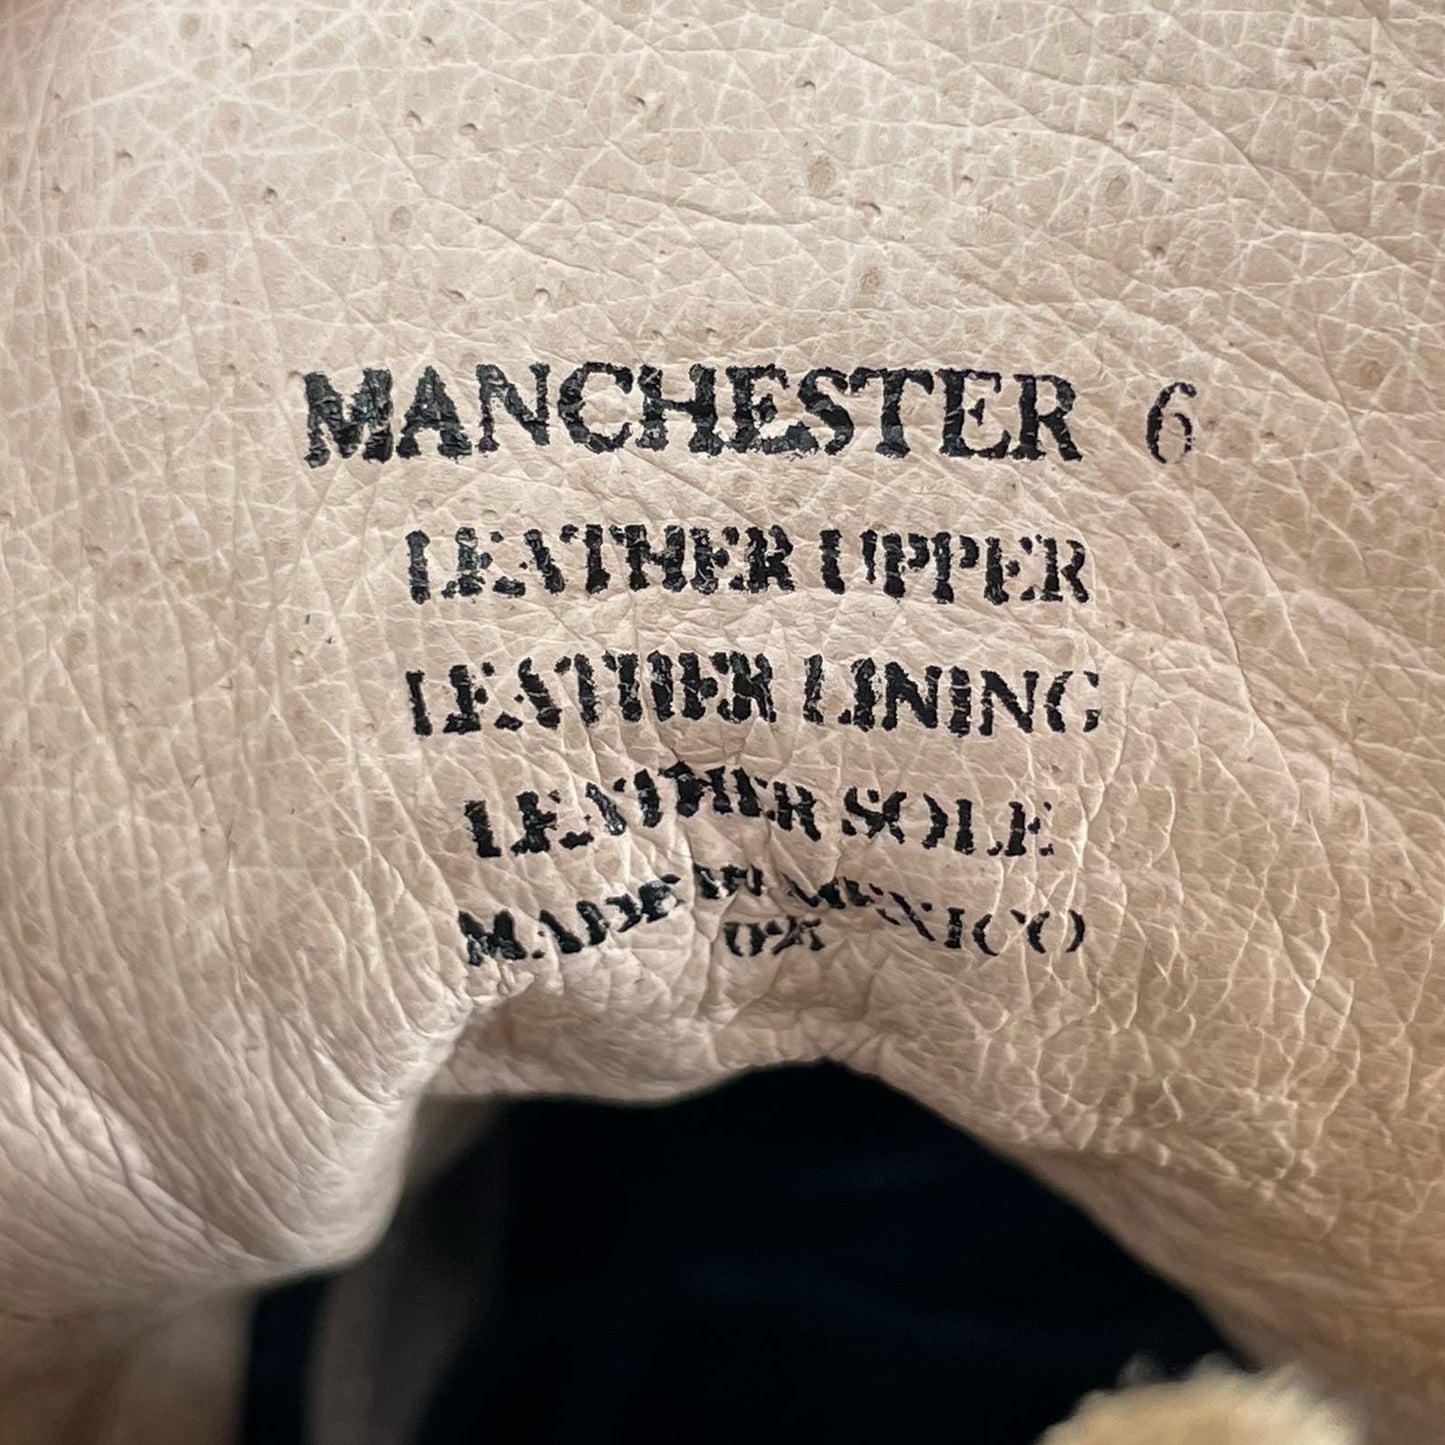 MANCHESTER 6
LEATHER UPPER
LEATHER LINING
LEATHER SOLE
MADE IN MEXICO